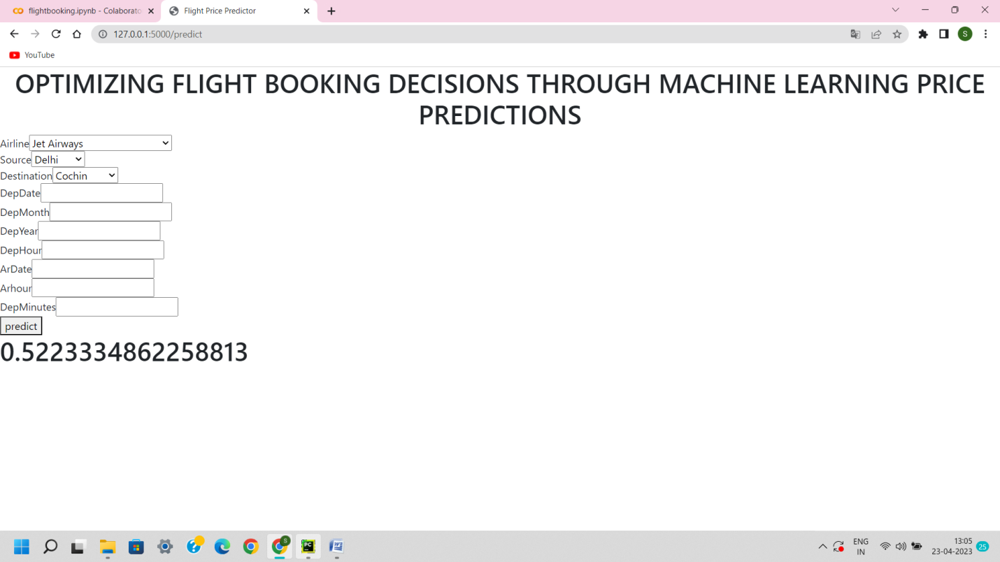 flightbooking.ipynb - Colaborato
Flight Price Predictor
127.0.0.1:5000/predict
S
YouTube
OPTIMIZING FLIGHT BOOKING DECISIONS THROUGH MACHINE LEARNING PRICE
PREDICTIONS
Airline Jet Airways
Source Delhi
Destination Cochin
DepDate
DepMonth
DepYear
DepHour
ArDate
Arhour
DepMinutes
predict
0.5223334862258813
S
PC
W
ENG
IN
13:05
23-04-2023
25